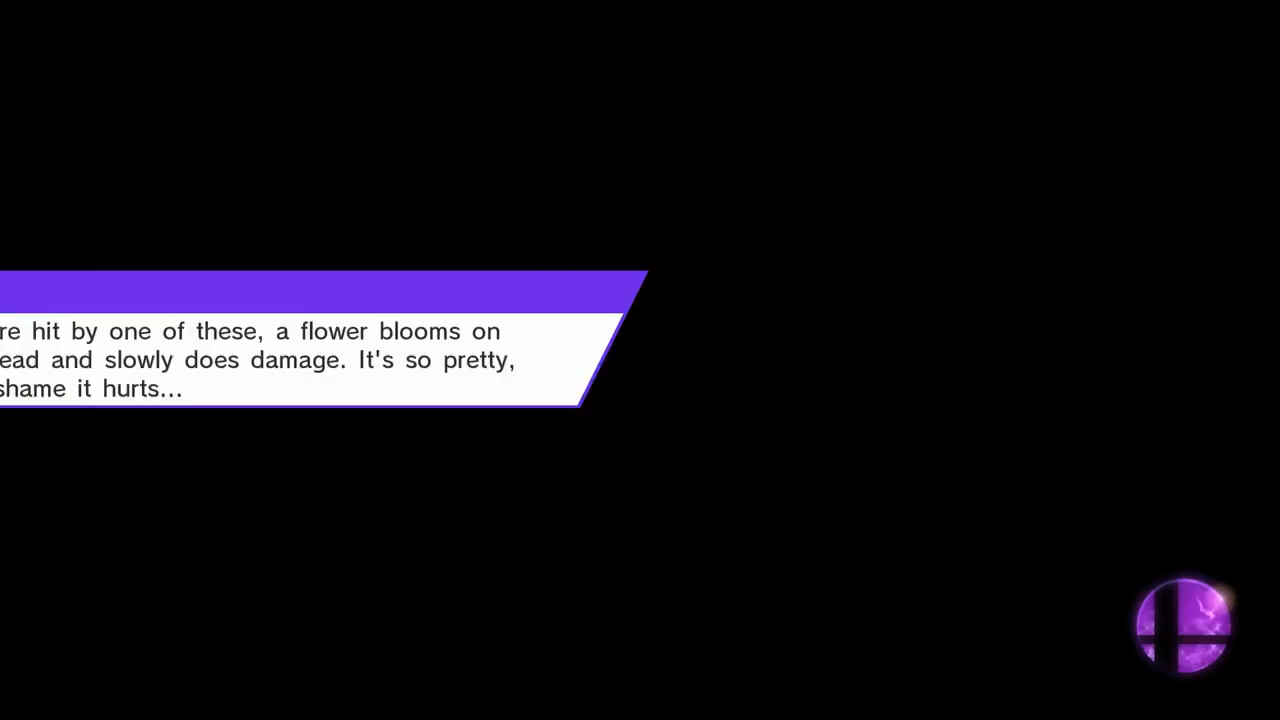 re hit by one of these, a flower blooms on
ead and slowly does damage. It's so pretty,
shame it hurts...